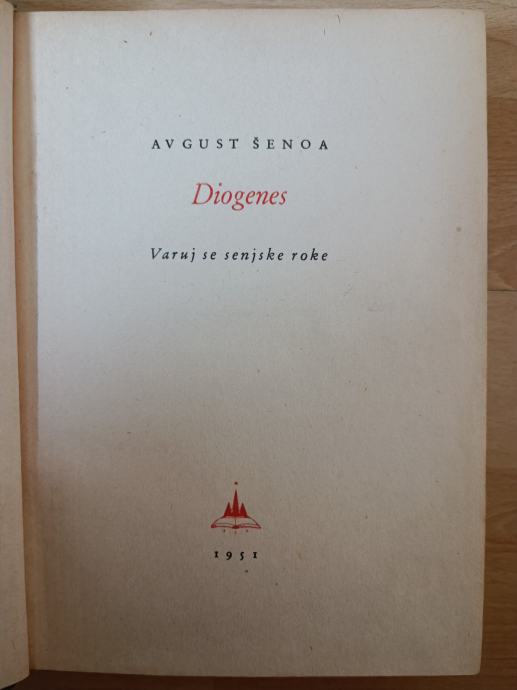 AVGUST ŠENOA
Diogenes
Varuj se senjske roke
1951